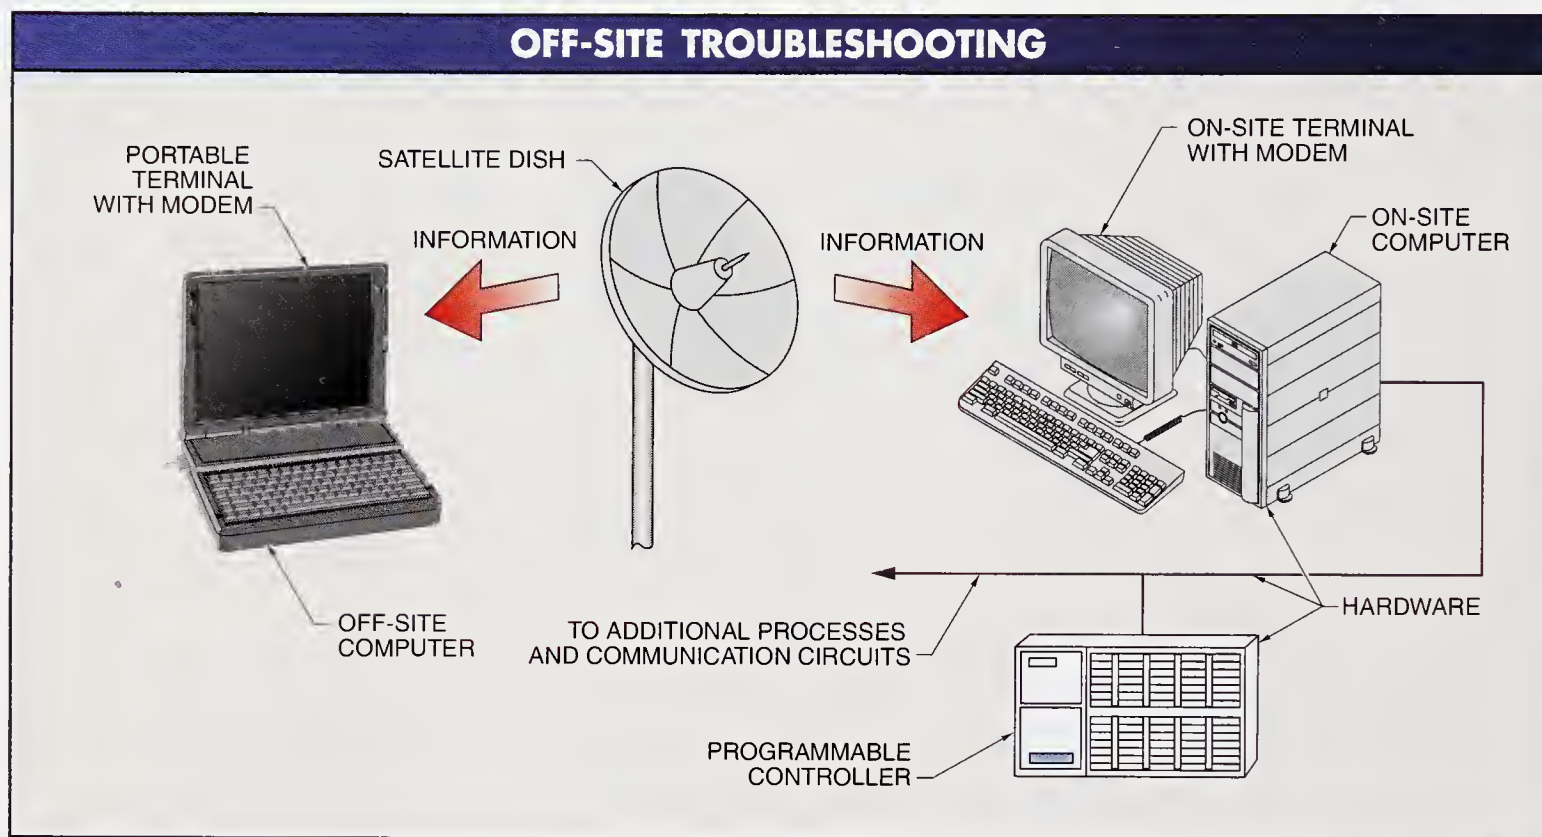 OFF-SITE TROUBLESHOOTING
PORTABLE
TERMINAL
WITH MODEM
SATELLITE DISH
INFORMATION
INFORMATION
ON-SITE TERMINAL
WITH MODEM
ON-SITE
COMPUTER
OFF-SITE
COMPUTER
TO ADDITIONAL PROCESSES
AND COMMUNICATION CIRCUITS
HARDWARE
PROGRAMMABLE
CONTROLLER